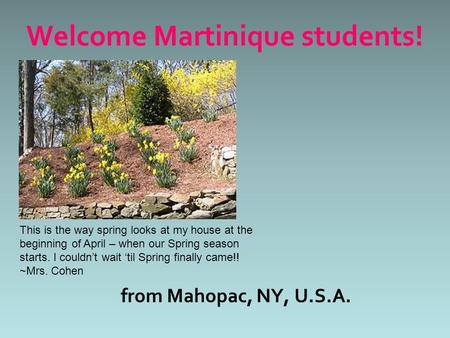 Welcome Martinique students!
This is the way spring looks at my house at the
beginning of April – when our Spring season
starts. I couldn’t wait ‘til Spring finally came!!
~Mrs. Cohen
from Mahopac, NY, U.S.A.